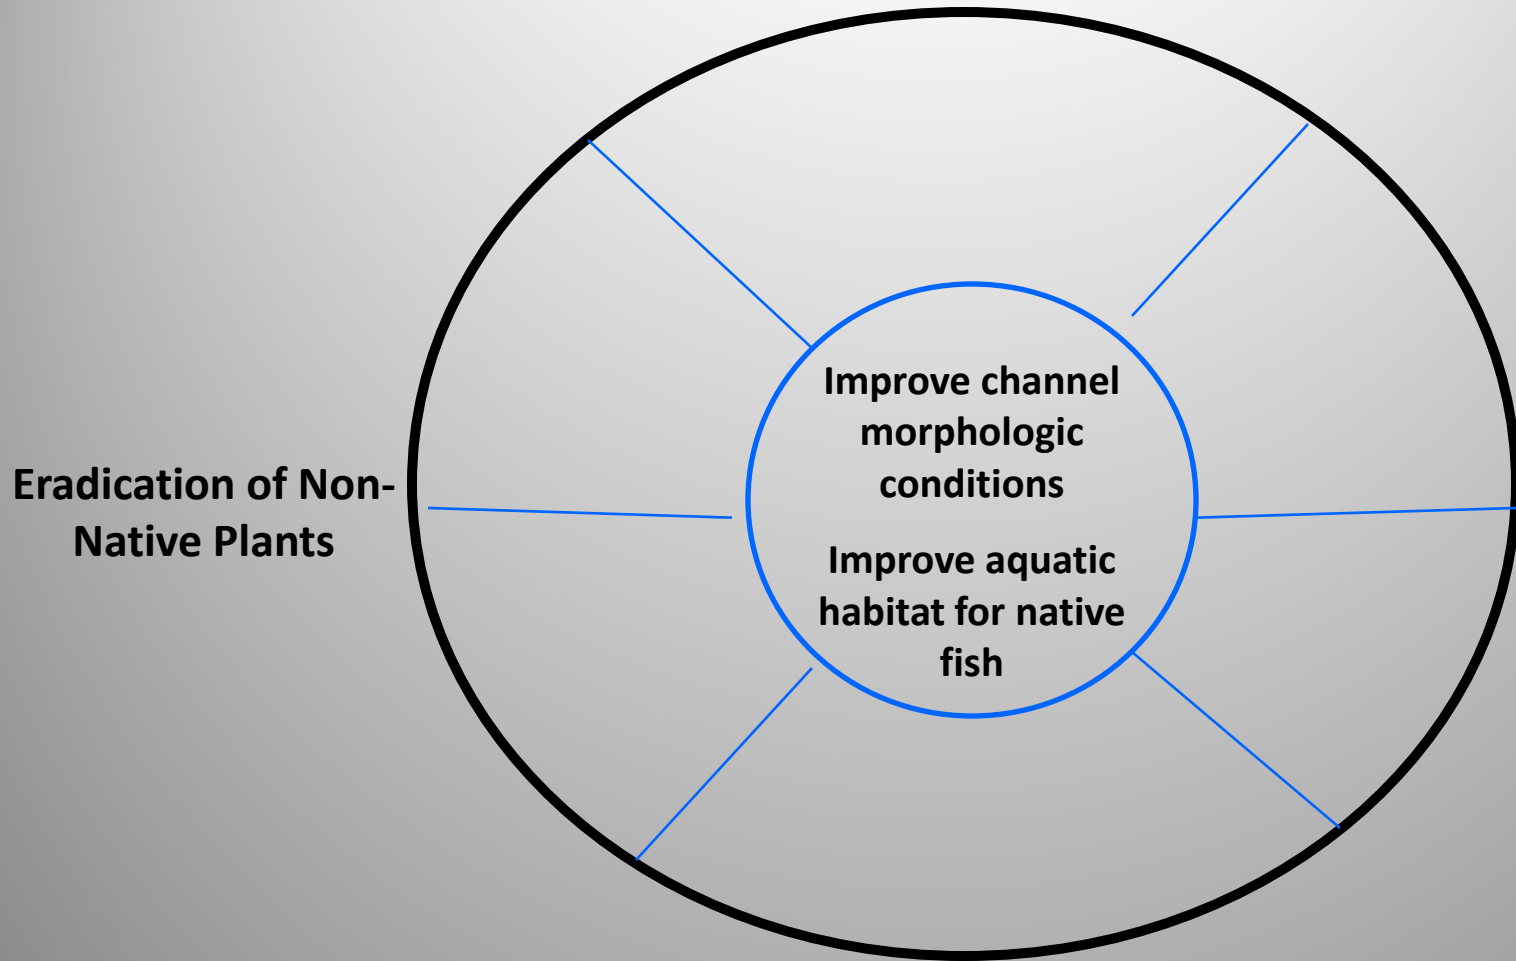 Eradication of Non-
Native Plants
Improve channel
morphologic
conditions
Improve aquatic
habitat for native
fish